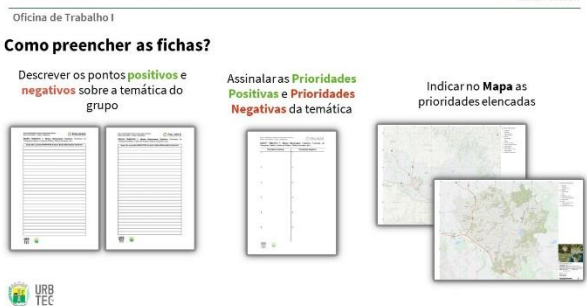 Oficina de Trabalho I
Como preencher as fichas?
Descrever os pontos positivos e
negativos sobre a temática do
grupo
Assinalar as Prioridades
Positivas e Prioridades
Negativas da temática
Indicar no Mapa as
prioridades elencadas
URB
TEC